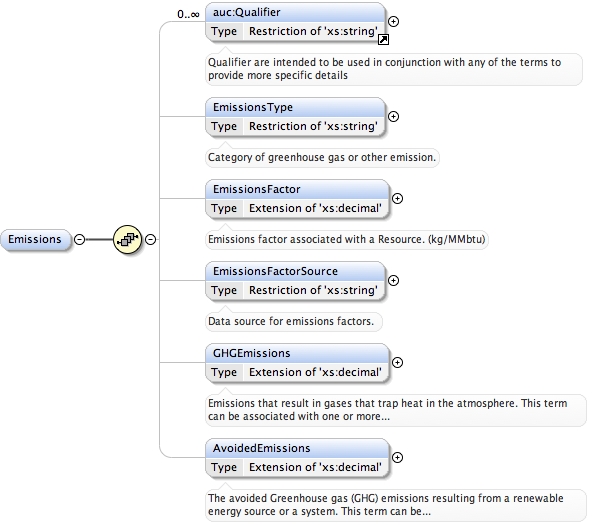 0..∞
auc:Qualifier
Type Restriction of 'xs:string'
Qualifier are intended to be used in conjunction with any of the terms to
provide more specific details
EmissionsType
Type Restriction of 'xs:string'
Category of greenhouse gas or other emission.
EmissionsFactor
Type Extension of 'xs:decimal'
Emissions factor associated with a Resource. (kg/MMbtu)
Emissions
EmissionsFactorSource
Type Restriction of 'xs:string'
Data source for emissions factors.
GHGEmissions
Type Extension of 'xs:decimal'
Emissions that result in gases that trap heat in the atmosphere. This term
can be associated with one or more...
AvoidedEmissions
Type Extension of 'xs:decimal'
The avoided Greenhouse gas (GHG) emissions resulting from a renewable
energy source or a system. This term can be...